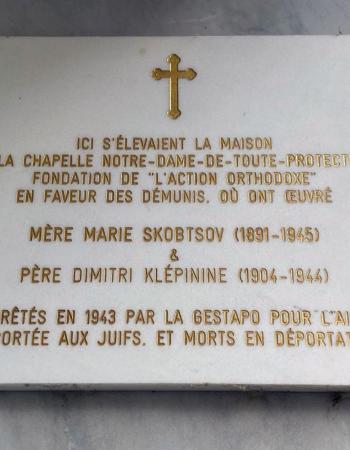 ICI S'ÉLEVAIENT LA MAISON
LA CHAPELLE NOTRE-DAME-DE-TOUTE-PROTECT
FONDATION DE "L'ACTION ORTHODOXE"
EN FAVEUR DES DÉMUNIS, OÙ ONT ŒUVRÉ
MÈRE MARIE SKOBTSOV (1891-1945)
&
PÈRE DIMITRI KLÉPININE (1904-1944)
RÊTÉS EN 1943 PAR LA GESTAPO POUR L'AI
PORTÉE AUX JUIFS, ET MORTS EN DÉPORTAT